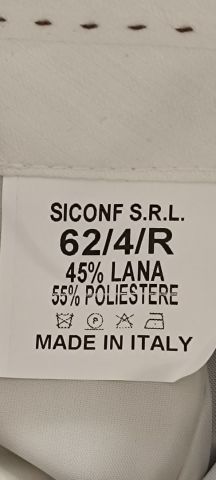 SICONF S.R.L.
62/4/R
45% LANA
55% POLIESTERE
MADE IN ITALY